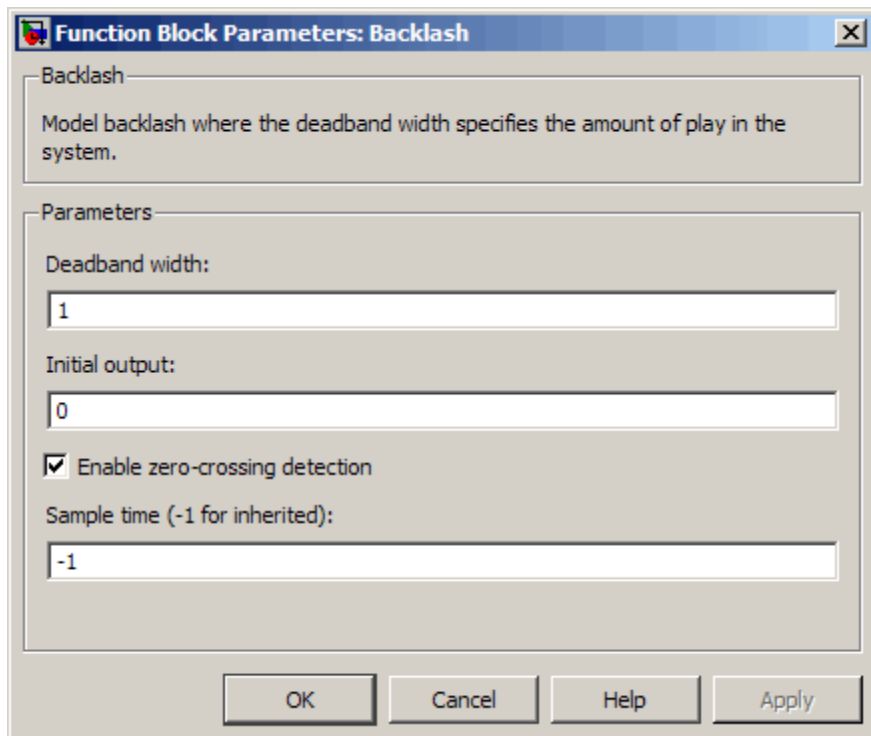 Function Block Parameters: Backlash
Backlash
Model backlash where the deadband width specifies the amount of play in the
system.
Parameters
Deadband width:
1
Initial output:
0
Enable zero-crossing detection
Sample time (-1 for inherited):
-1
OK Cancel Help Apply